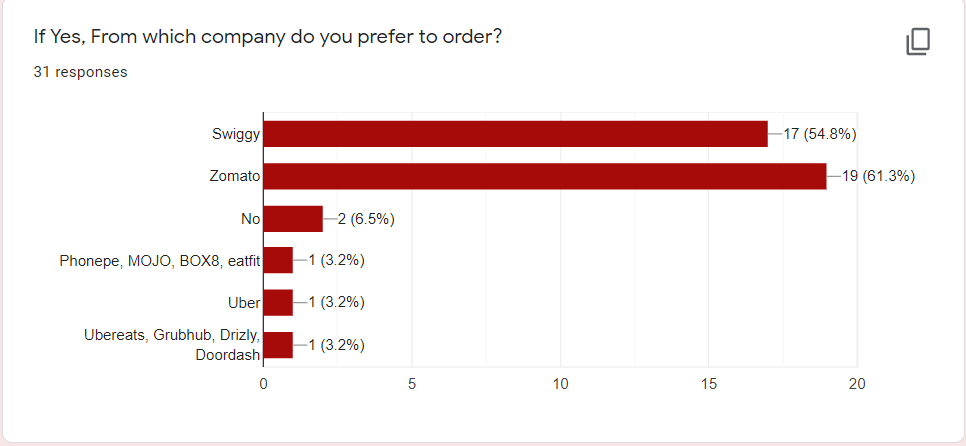 If Yes, From which company do you prefer to order?
31 responses
Swiggy 17 (54.8%)
Zomato 19 (61.3%)
No 2 (6.5%)
Phonepe, MOJO, BOX8, eatfit 1 (3.2%)
Uber 1 (3.2%)
Ubereats, Grubhub, Drizly,
Doordash 1 (3.2%)
0 5 10 15 20